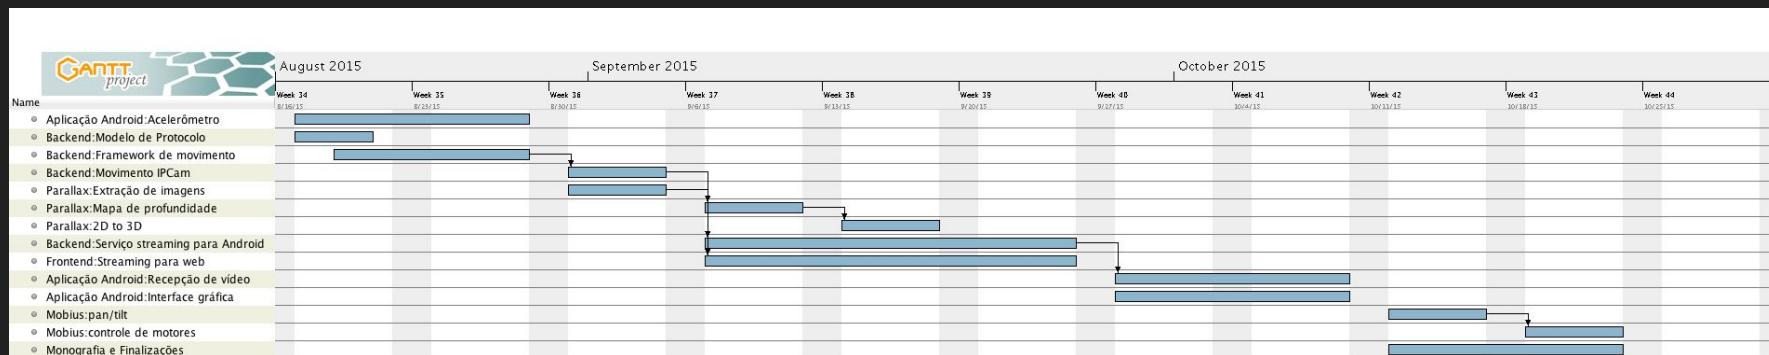 GANTT
project
August 2015
September 2015
October 2015
Week 34
Week 35
Week 36
Week 37
Week 38
Week 39
Week 40
Week 41
Week 42
Week 43
Week 44
Name
8/16/15
8/23/15
8/30/15
9/6/15
9/13/15
9/20/15
9/27/15
10/4/15
10/11/15
10/18/15
10/25/15
Aplicação Android:Acelerômetro
Backend:Modelo de Protocolo
Backend:Framework de movimento
Backend:Movimento IPCam
Parallax:Extração de imagens
Parallax:Mapa de profundidade
Parallax:2D to 3D
Backend:Serviço streaming para Android
Frontend:Streaming para web
Aplicação Android:Recepção de vídeo
Aplicação Android:Interface gráfica
Mobius:pan/tilt
Mobius:controle de motores
Monografia e Finalizações